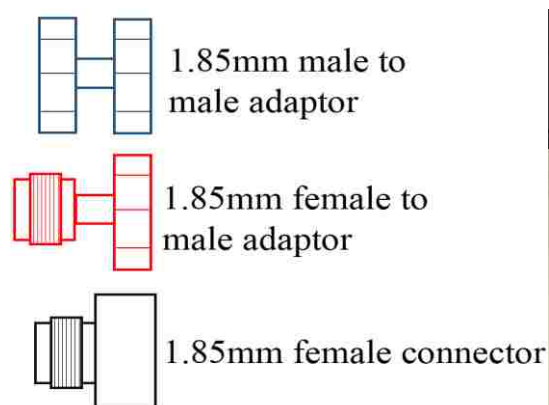 1.85mm male to
male adaptor
1.85mm female to
male adaptor
1.85mm female connector